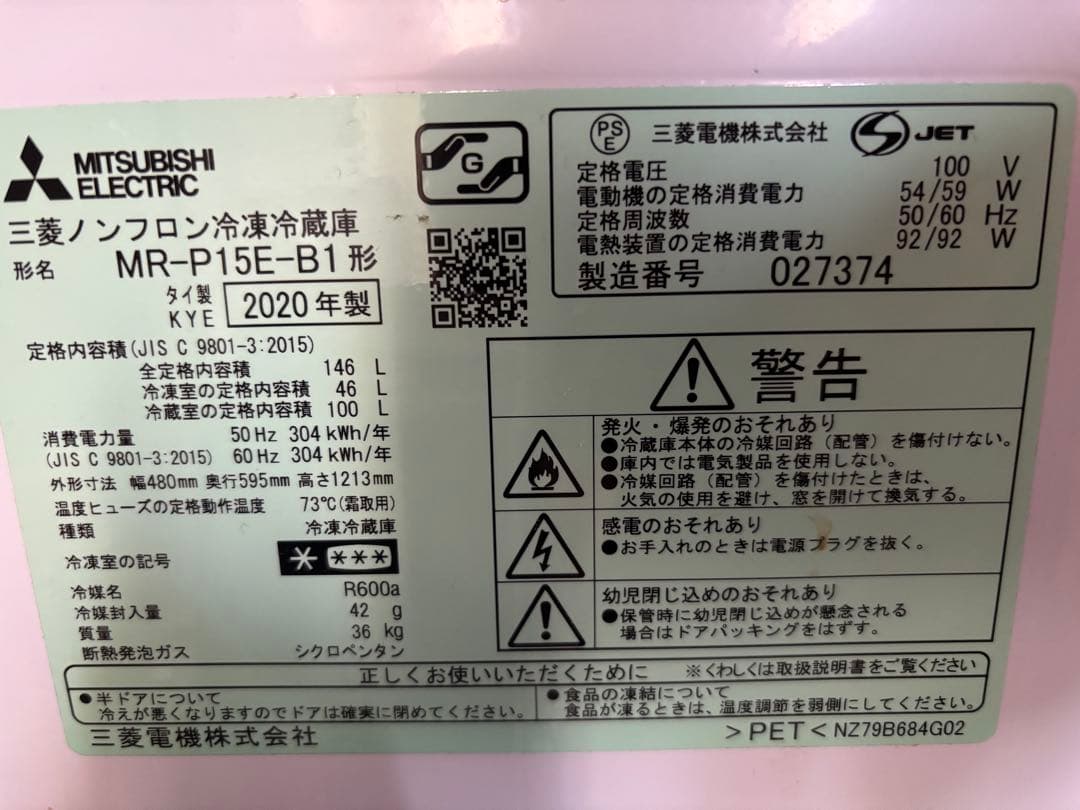 MITSUBISHI
ELECTRIC
三菱ノンフロン冷凍冷蔵庫
形名 MR-P15E-B1形
タイ製
KYE 2020年製
G
PS
E
三菱電機株式会社 JET
定格電圧 100 V
電動機の定格消費電力 54/59 W
定格周波数 50/60 Hz
電熱装置の定格消費電力 92/92 W
製造番号 027374
定格内容積(JIS C 9801-3:2015)
全定格内容積 146 L
冷凍室の定格内容積 46 L
冷蔵室の定格内容積 100 L
消費電力量 50Hz 304kWh/年
(JIS C 9801-3:2015) 60Hz 304kWh/年
外形寸法 幅480mm 奥行595mm 高さ1213mm
温度ヒューズの定格動作温度 73℃(霜取用)
種類 冷凍冷蔵庫
冷凍室の記号 * ***
冷媒名 R600a
冷媒封入量 42 g
質量 36 kg
断熱発泡ガス シクロペンタン
警告
発火・爆発のおそれあり
●冷蔵庫本体の冷媒回路(配管)を傷付けない。
●庫内では電気製品を使用しない。
●冷媒回路(配管)を傷付けたときは、
火気の使用を避け、窓を開けて換気する。
感電のおそれあり
●お手入れのときは電源プラグを抜く。
幼児閉じ込めのおそれあり
●保管時に幼児閉じ込めが懸念される
場合はドアパッキングをはずす。
正しくお使いいただくために ※くわしくは取扱説明書をご覧ください
●半ドアについて
冷えが悪くなりますのでドアは確実に閉めてください。
●食品の凍結について
食品が凍るときは、温度調節を弱側にしてください。
三菱電機株式会社
>PET< NZ79B684G02